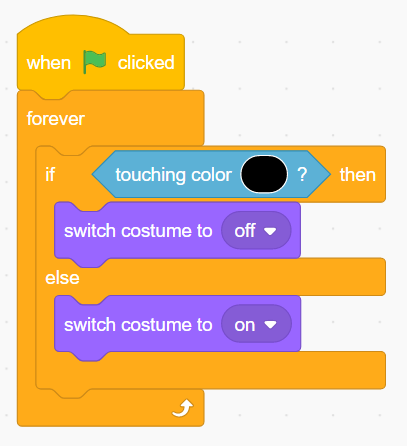 when clicked
forever
if touching color ? then
switch costume to off
else
switch costume to on